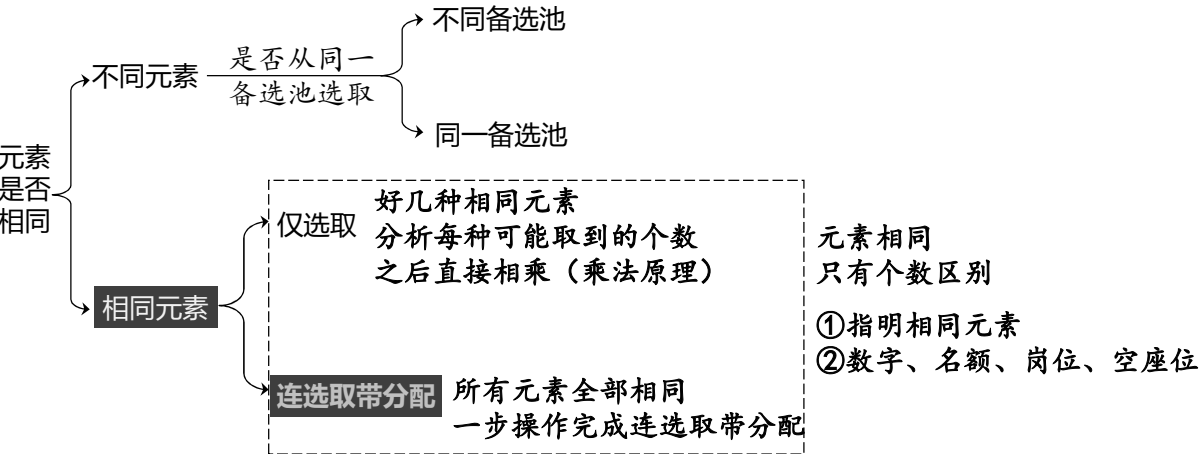 不同备选池
不同元素
是否从同一
备选池选取
同一备选池
元素
是否
相同
仅选取
好几种相同元素
分析每种可能取到的个数
之后直接相乘（乘法原理）
元素相同
只有个数区别
相同元素
①指明相同元素
②数字、名额、岗位、空座位
连选取带分配
所有元素全部相同
一步操作完成连选取带分配